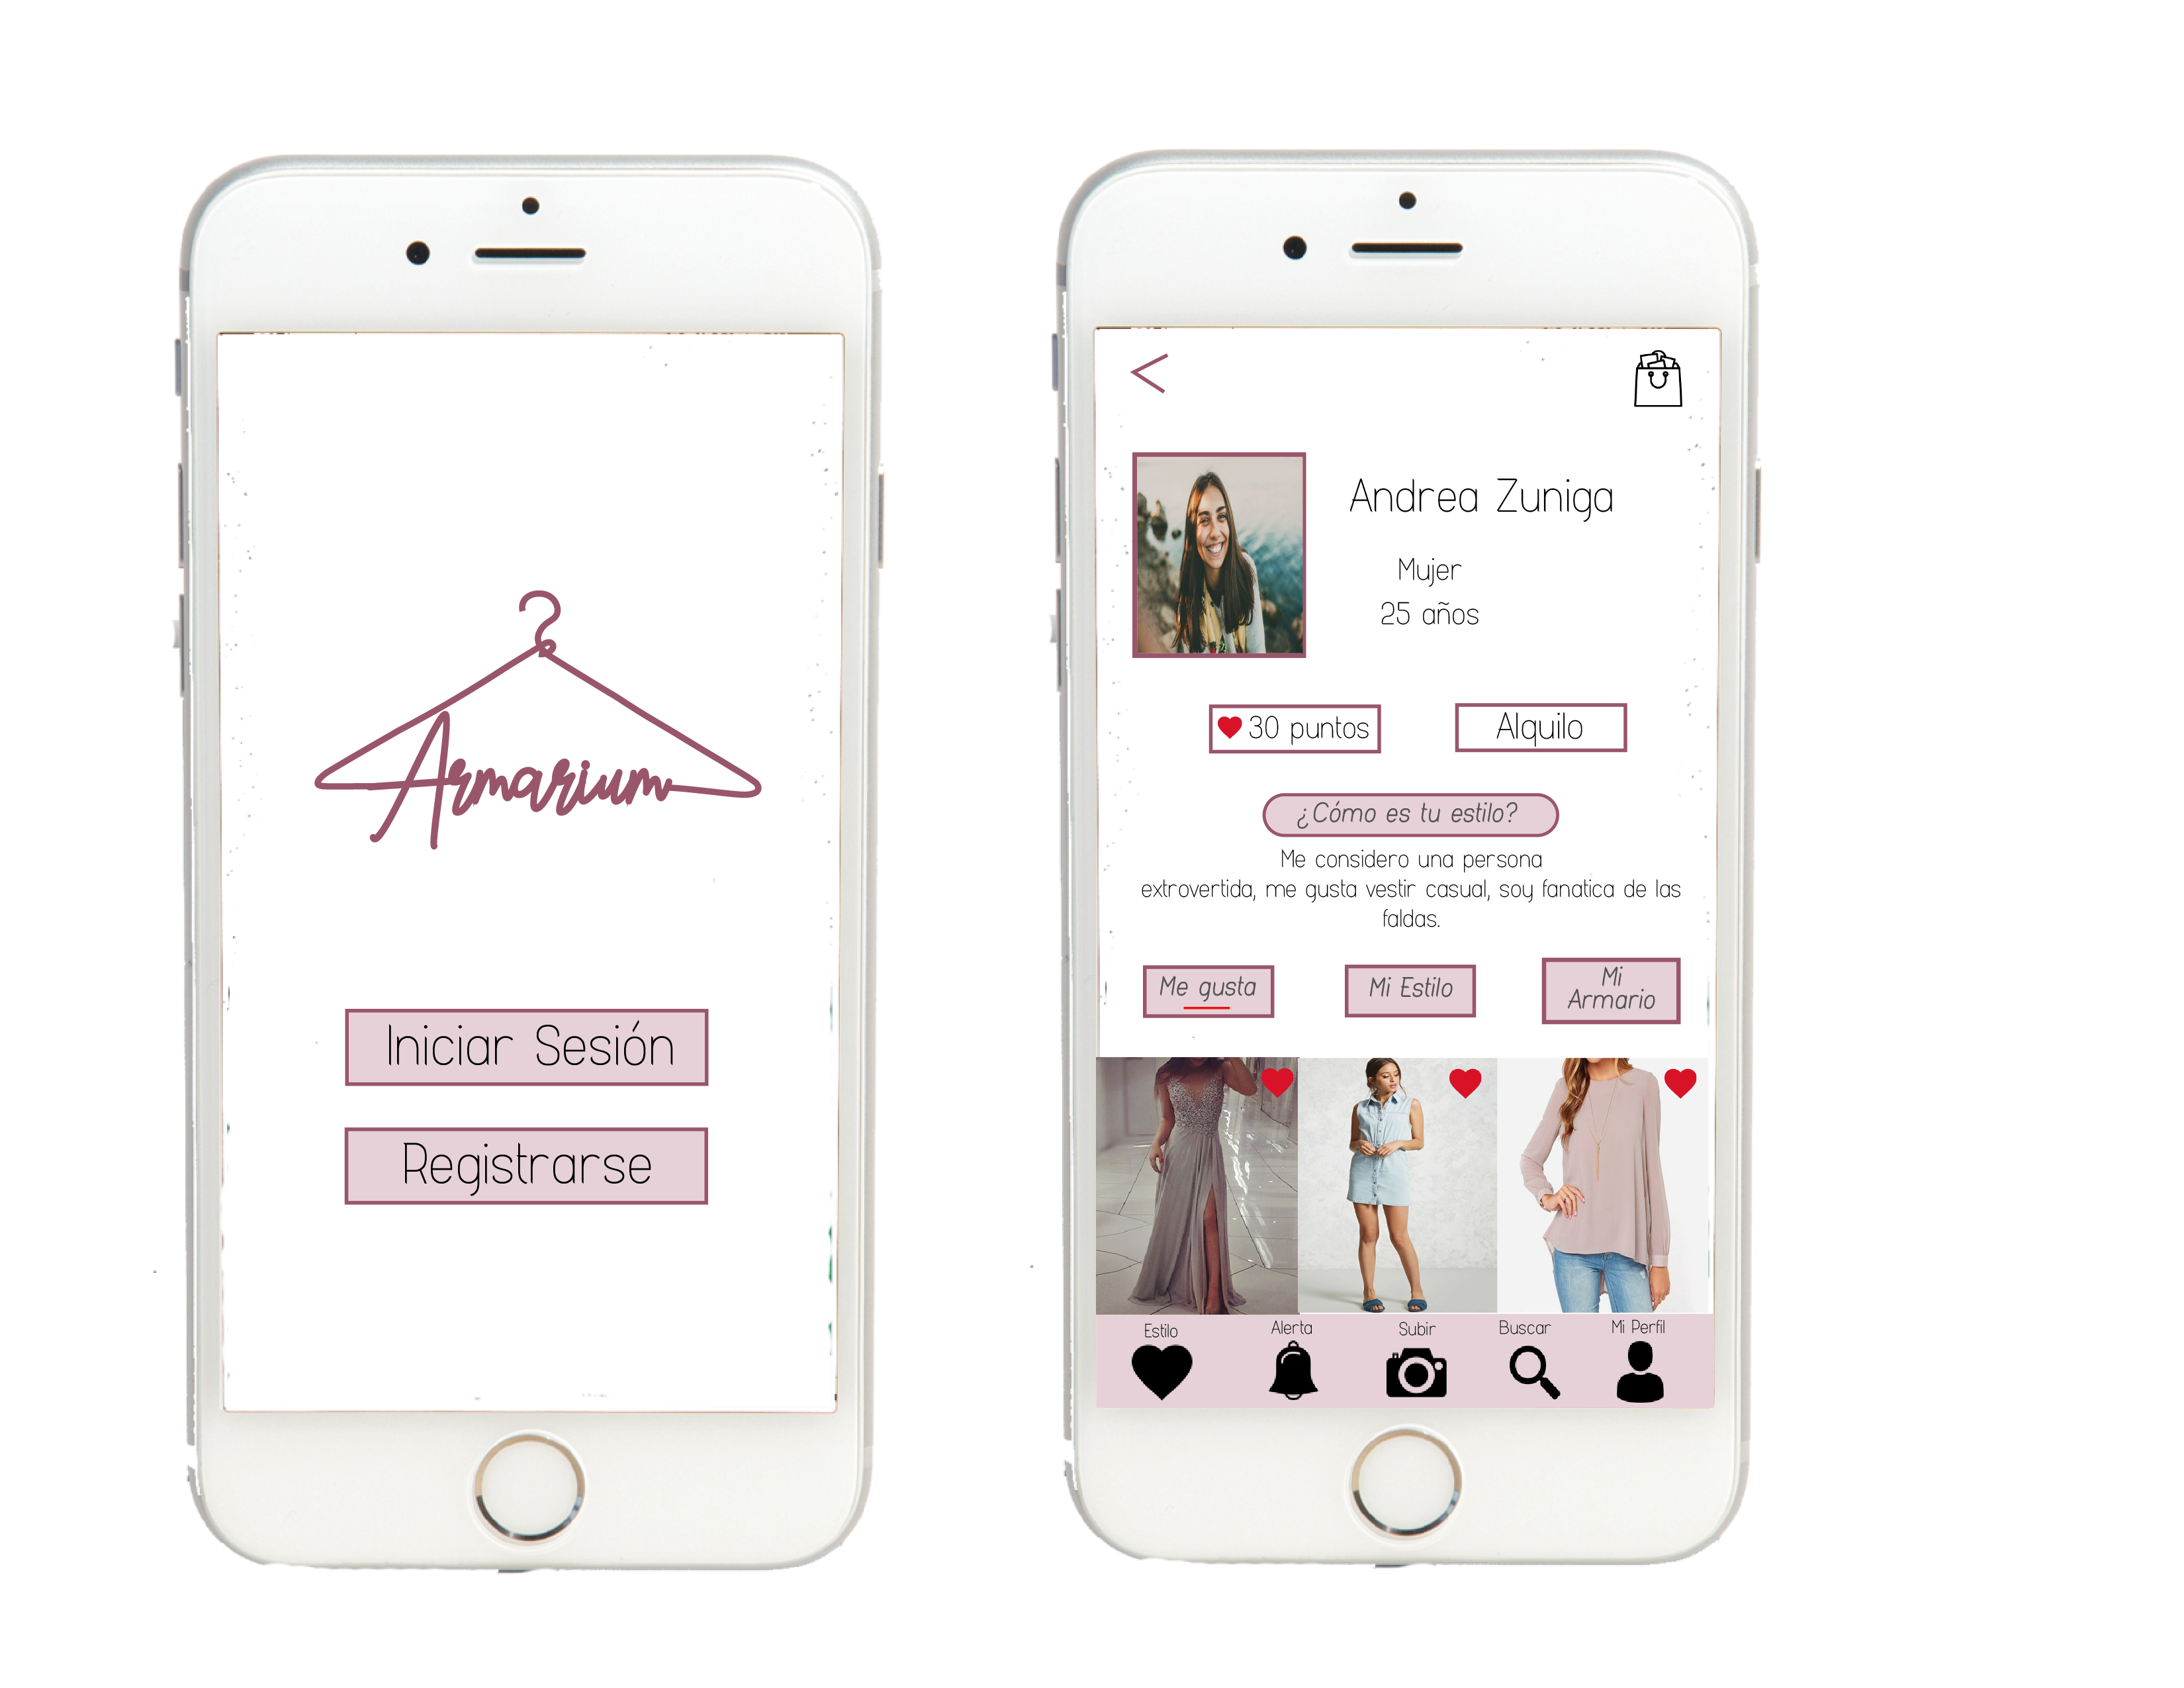 Armarium
Iniciar Sesión
Registrarse
Andrea Zuniga
Mujer
25 años
30 puntos
Alquilo
¿Cómo es tu estilo?
Me considero una persona
extrovertida, me gusta vestir casual, soy fanatica de las
faldas.
Me gusta
Mi Estilo
Mi
Armario
Estilo
Alerta
Subir
Buscar
Mi Perfil